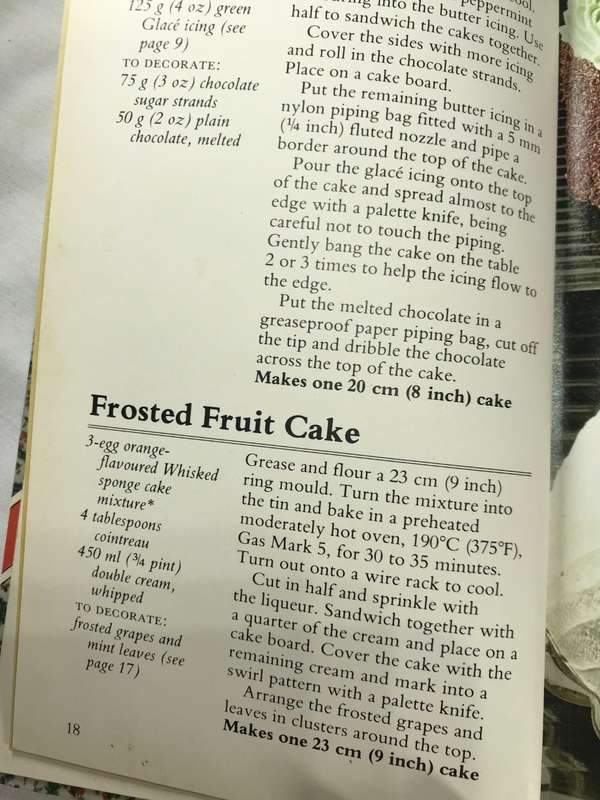 125 g (4 oz) green
Glacé icing (see
page 9)
TO DECORATE:
75 g (3 oz) chocolate
sugar strands
50 g (2 oz) plain
chocolate, melted
cool.
peppermint
into the butter icing. Use
half to sandwich the cakes together.
Cover the sides with more icing
and roll in the chocolate strands.
Place on a cake board.
Put the remaining butter icing in a
nylon piping bag fitted with a 5 mm
(¼ inch) fluted nozzle and pipe a
border around the top of the cake.
Pour the glacé icing onto the top
of the cake and spread almost to the
edge with a palette knife, being
careful not to touch the piping.
Gently bang the cake on the table
2 or 3 times to help the icing flow to
the edge.
Put the melted chocolate in a
greaseproof paper piping bag, cut off
the tip and dribble the chocolate
across the top of the cake.
Makes one 20 cm (8 inch) cake
Frosted Fruit Cake
3-egg orange-
flavoured Whisked
sponge cake
mixture*
4 tablespoons
cointreau
450 ml (¾ pint)
double cream,
whipped
TO DECORATE:
frosted grapes and
mint leaves (see
page 17)
Grease and flour a 23 cm (9 inch)
ring mould. Turn the mixture into
the tin and bake in a preheated
moderately hot oven, 190°C (375°F),
Gas Mark 5, for 30 to 35 minutes.
Turn out onto a wire rack to cool.
Cut in half and sprinkle with
the liqueur. Sandwich together with
a quarter of the cream and place on a
cake board. Cover the cake with the
remaining cream and mark into a
swirl pattern with a palette knife.
Arrange the frosted grapes and
leaves in clusters around the top.
Makes one 23 cm (9 inch) cake
18